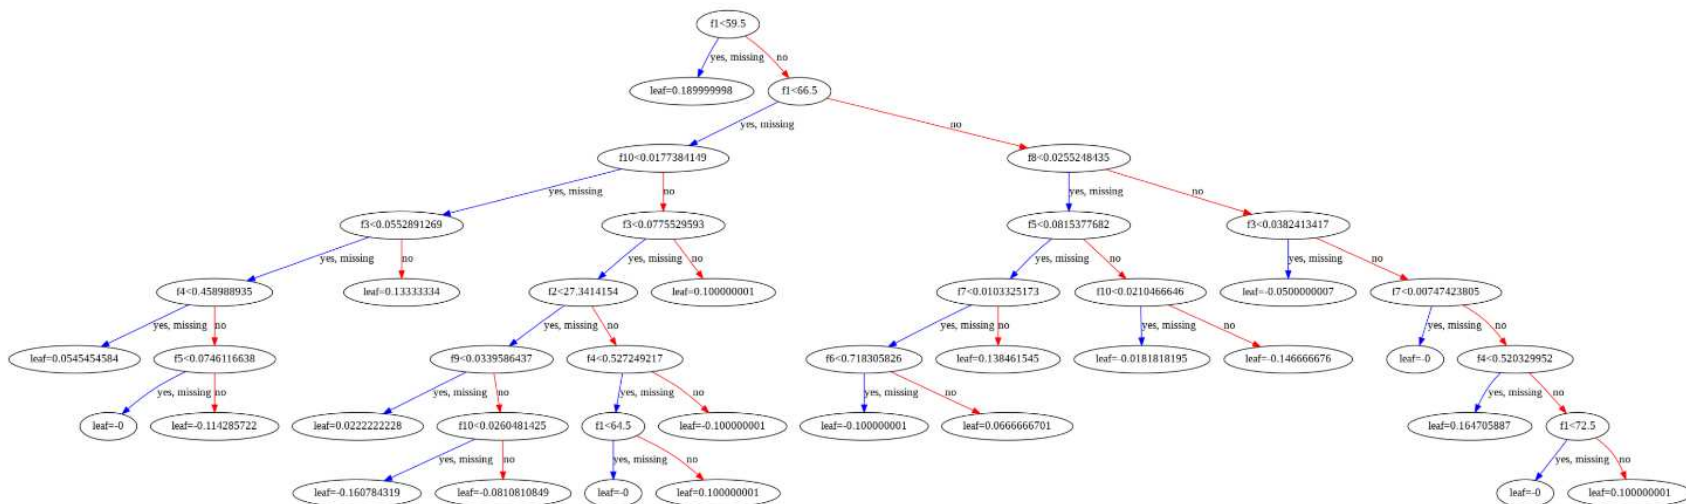 f1<59.5
yes, missing no
leaf=0.189999998 f1<66.5
yes, missing no
f10<0.0177384149 f8<0.0255248435
yes, missing no yes, missing no
f3<0.0552891269 f3<0.0775529593 f5<0.0815377682 f3<0.0382413417
yes, missing no yes, missing no yes, missing no yes, missing no
f4<0.458988935 leaf=0.13333334 f2<27.3414154 leaf=0.100000001 f7<0.0103325173 f10<0.0210466646 leaf=-0.0500000007 f7<0.00747423805
yes, missing no yes, missing no yes, missing no yes, missing no yes, missing no
leaf=0.0545454584 f5<0.0746116638 f9<0.0339586437 f4<0.527249217 f6<0.718305826 leaf=0.138461545 leaf=-0.0181818195 leaf=-0.146666676 leaf=-0 f4<0.520329952
yes, missing no yes, missing no yes, missing no yes, missing no yes, missing no
leaf=-0 leaf=-0.114285722 leaf=0.0222222228 f10<0.0260481425 f1<64.5 leaf=-0.100000001 leaf=-0.100000001 leaf=0.0666666701 leaf=0.164705887 f1<72.5
yes, missing no yes, missing no yes, missing no
leaf=-0.160784319 leaf=-0.0810810849 leaf=-0 leaf=0.100000001 leaf=-0 leaf=0.100000001